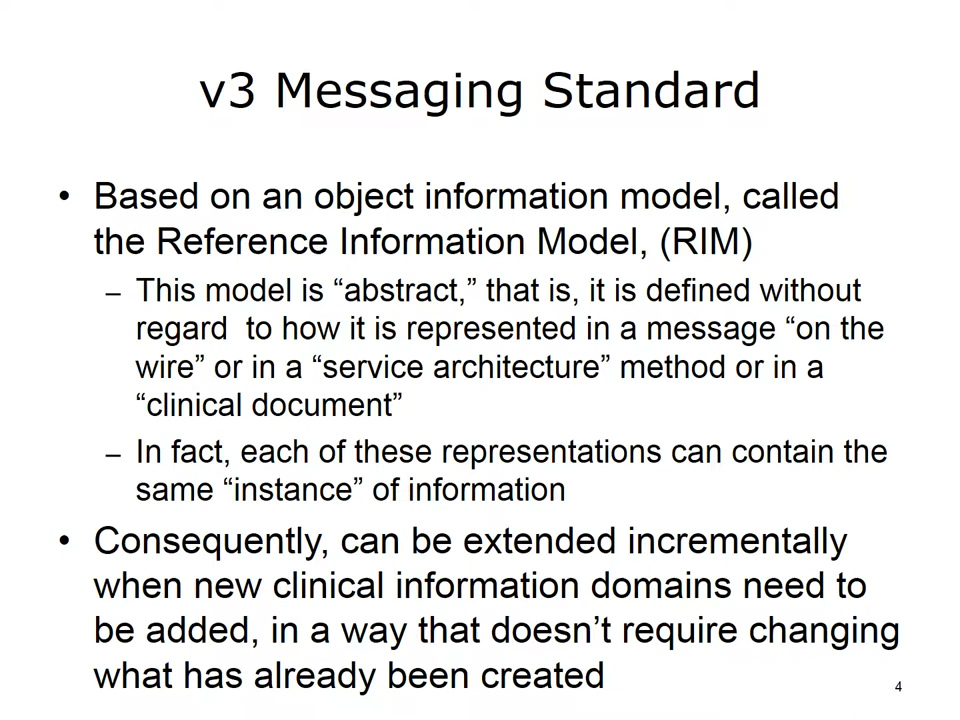 v3 Messaging Standard
• Based on an object information model, called
the Reference Information Model, (RIM)
– This model is “abstract,” that is, it is defined without
regard  to how it is represented in a message “on the
wire” or in a “service architecture” method or in a
“clinical document”
– In fact, each of these representations can contain the
same “instance” of information
• Consequently, can be extended incrementally
when new clinical information domains need to
be added, in a way that doesn’t require changing
what has already been created
4